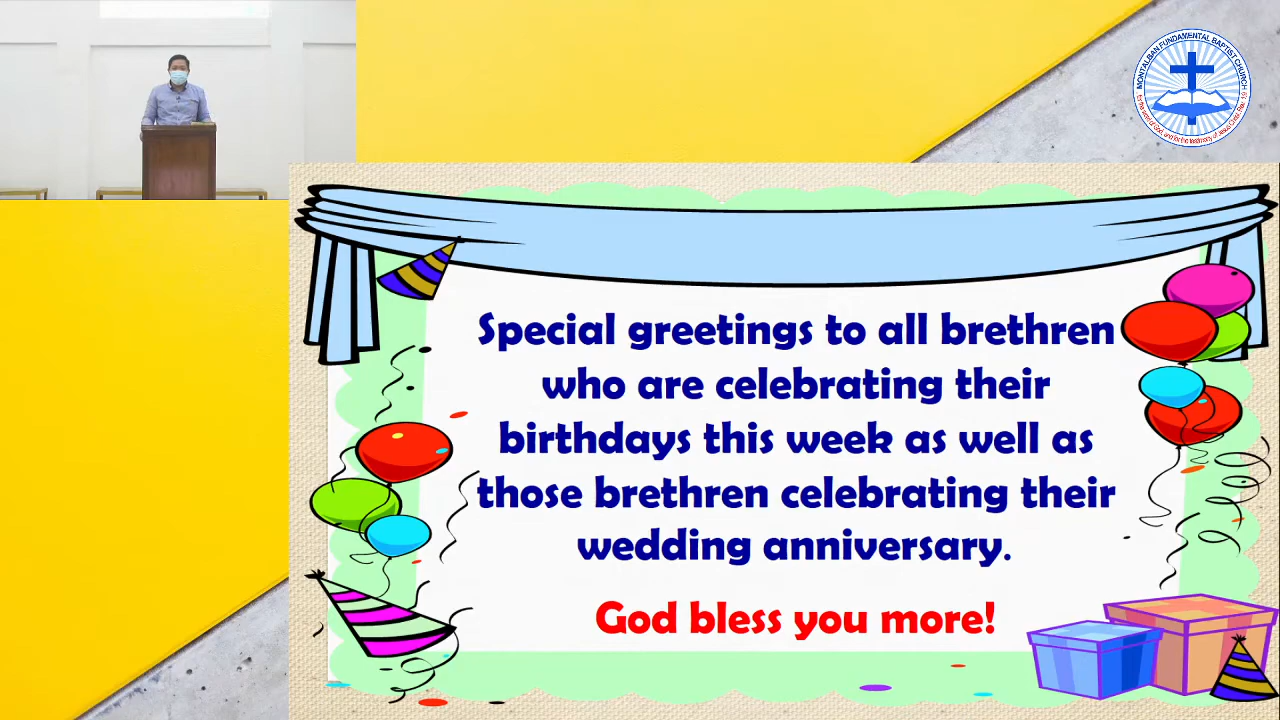 MONTALBAN FUNDAMENTAL BAPTIST CHURCH
Special greetings to all brethren
who are celebrating their
birthdays this week as well as
those brethren celebrating their
wedding anniversary.
God bless you more!